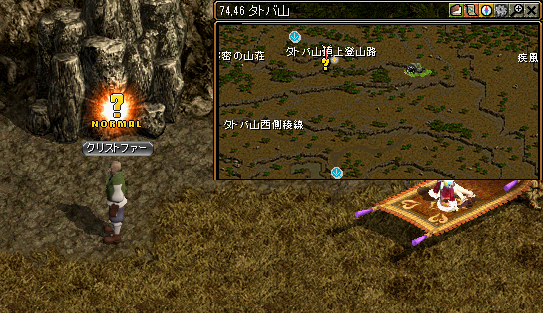 74,46 タトバ山
密の山荘
タトバ山頂上登山路
疾風
タトバ山西側稜線
NORMAL
クリストファー